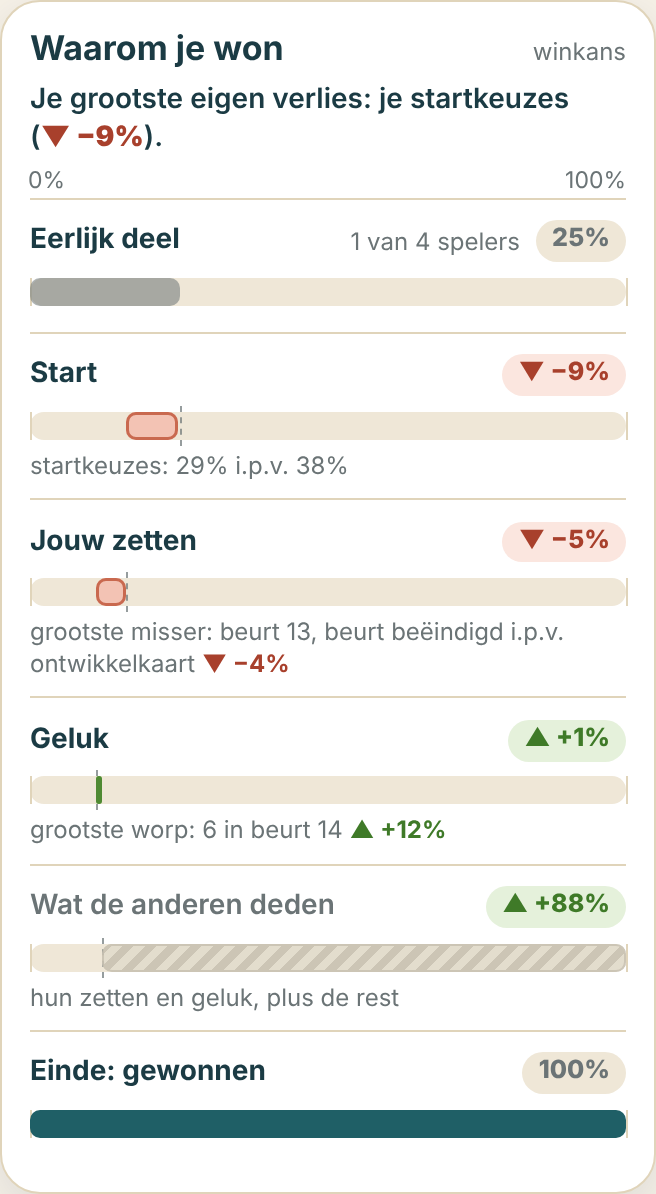 Waarom je won
winkans
Je grootste eigen verlies: je startkeuzes
(▼ −9%).
0%
100%
Eerlijk deel
1 van 4 spelers
25%
Start
▼ −9%
startkeuzes: 29% i.p.v. 38%
Jouw zetten
▼ −5%
grootste misser: beurt 13, beurt beëindigd i.p.v.
ontwikkelkaart ▼ −4%
Geluk
▲ +1%
grootste worp: 6 in beurt 14 ▲ +12%
Wat de anderen deden
▲ +88%
hun zetten en geluk, plus de rest
Einde: gewonnen
100%